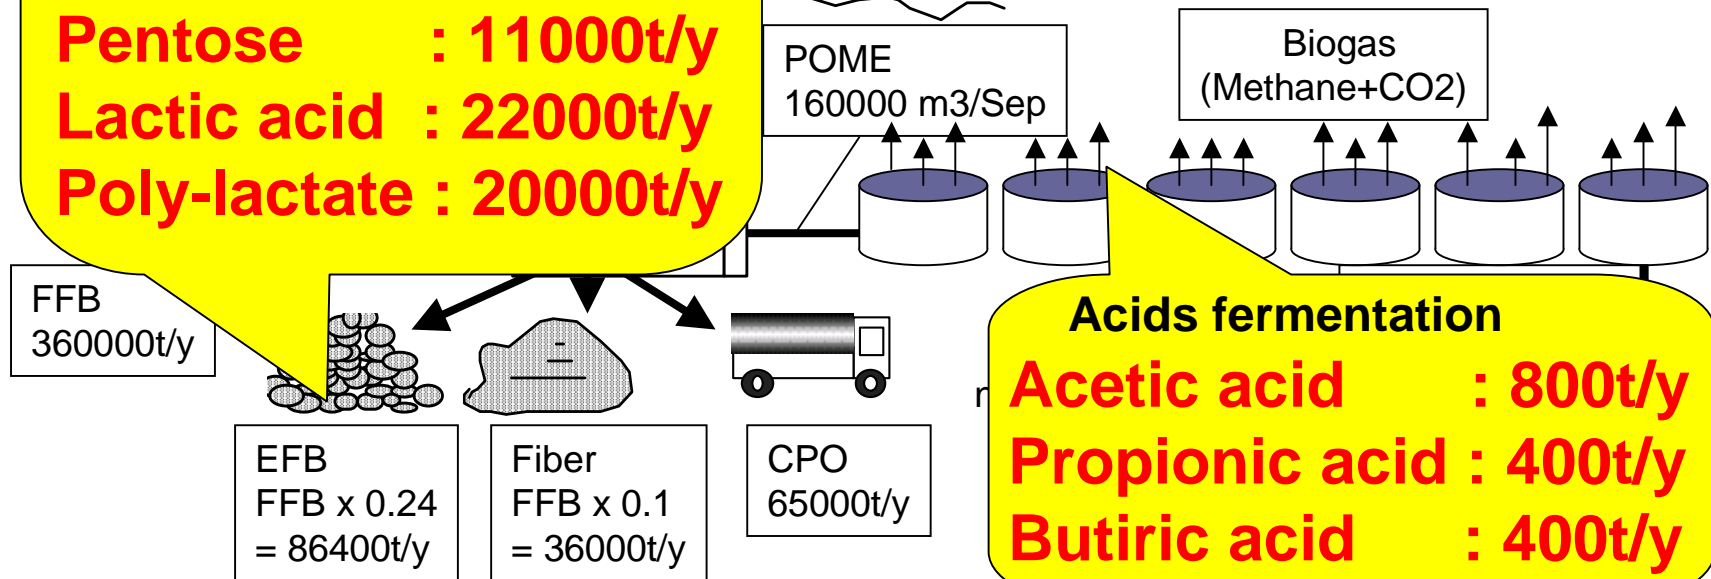 Pentose : 11000t/y
Lactic acid : 22000t/y
Poly-lactate : 20000t/y
POME
160000 m3/Sep
Biogas
(Methane+CO2)
FFB
360000t/y
EFB
FFB x 0.24
= 86400t/y
Fiber
FFB x 0.1
= 36000t/y
CPO
65000t/y
Acids fermentation
Acetic acid : 800t/y
Propionic acid : 400t/y
Butiric acid : 400t/y